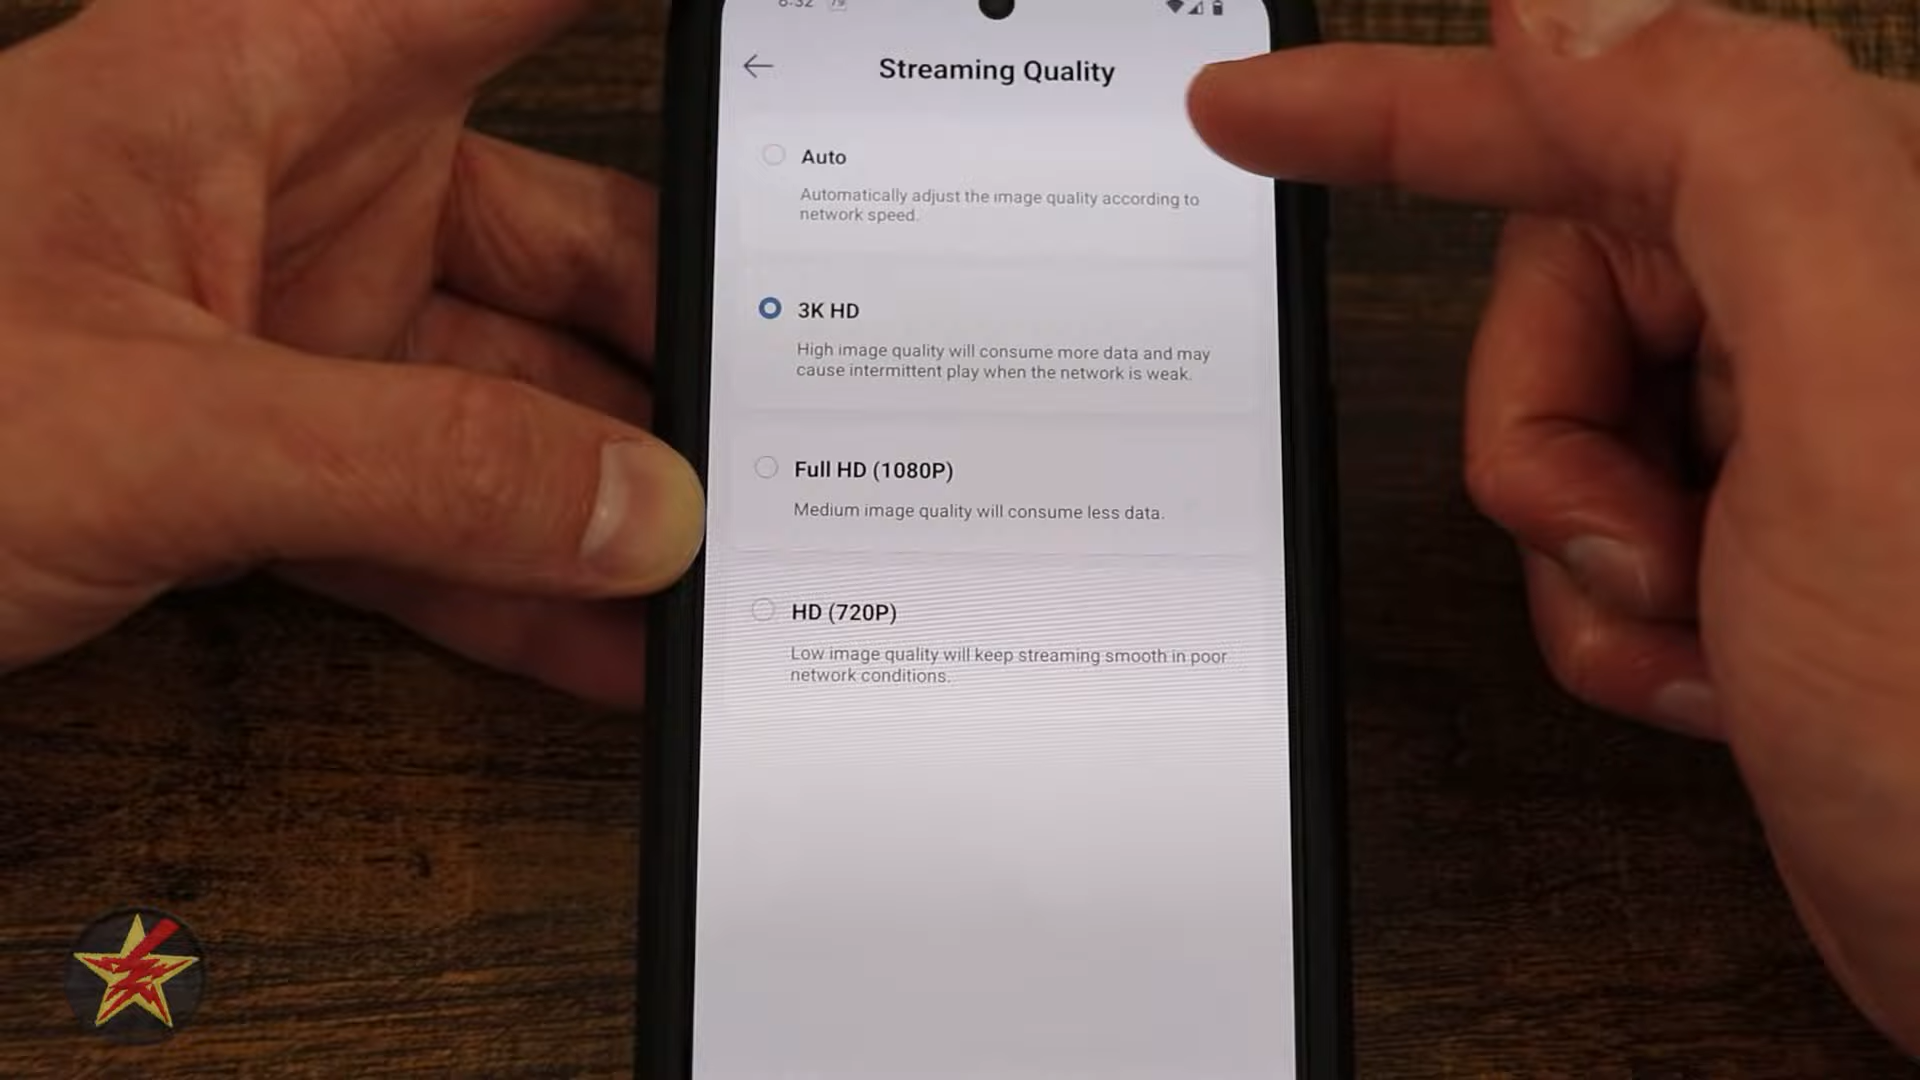 Streaming Quality
Auto
Automatically adjust the image quality according to
network speed.
3K HD
High image quality will consume more data and may
cause intermittent play when the network is weak.
Full HD (1080P)
Medium image quality will consume less data.
HD (720P)
Low image quality will keep streaming smooth in poor
network conditions.